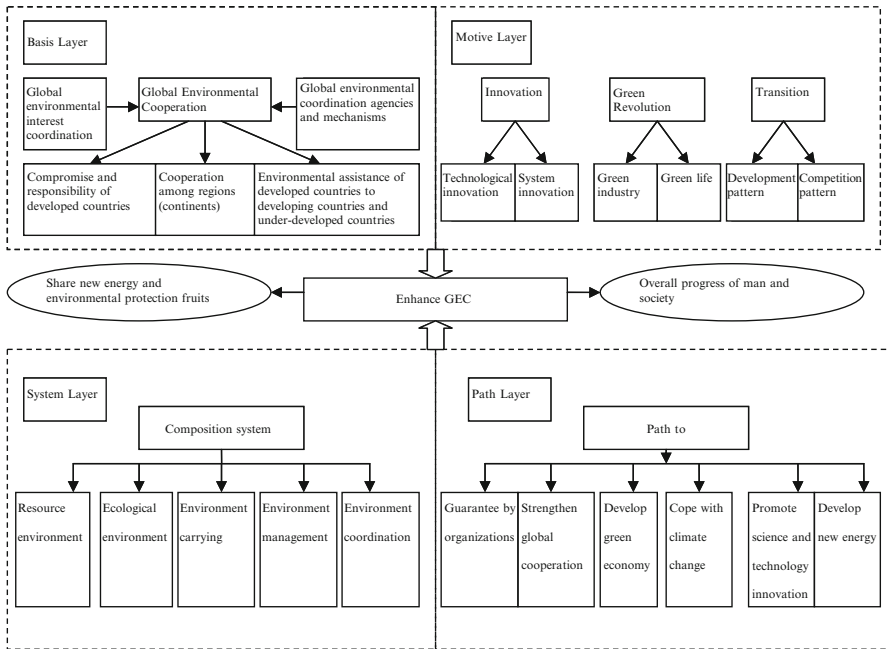 Basis Layer
Global
environmental
interest
coordination
Global Environmental
Cooperation
Global environmental
coordination agencies
and mechanisms
Compromise and
responsibility of
developed countries
Cooperation
among regions
(continents)
Environmental assistance of
developed countries to
developing countries and
under-developed countries
Motive Layer
Innovation
Green
Revolution
Transition
Technological
innovation
System
innovation
Green
industry
Green life
Development
pattern
Competition
pattern
Share new energy and
environmental protection fruits
Enhance GEC
Overall progress of man and
society
System Layer
Composition system
Resource
environment
Ecological
environment
Environment
carrying
Environment
management
Environment
coordination
Path Layer
Path to
Guarantee by
organizations
Strengthen
global
cooperation
Develop
green
economy
Cope with
climate
change
Promote
science and
technology
innovation
Develop
new energy